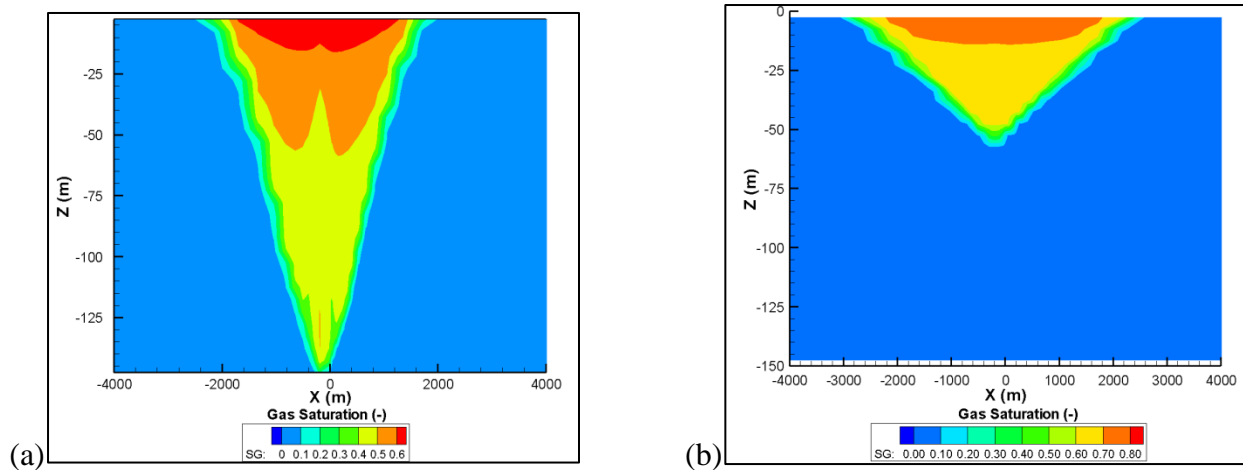 -25
-50
-75
-100
-125
Z (m)
-4000 -2000 0 2000 4000
X (m)
Gas Saturation (-)
SG: 0 0.1 0.2 0.3 0.4 0.5 0.6
(a)
0
-25
-50
-75
-100
-125
-150
Z (m)
-4000 -3000 -2000 -1000 0 1000 2000 3000 4000
X (m)
Gas Saturation (-)
SG: 0.00 0.10 0.20 0.30 0.40 0.50 0.60 0.70 0.80
(b)